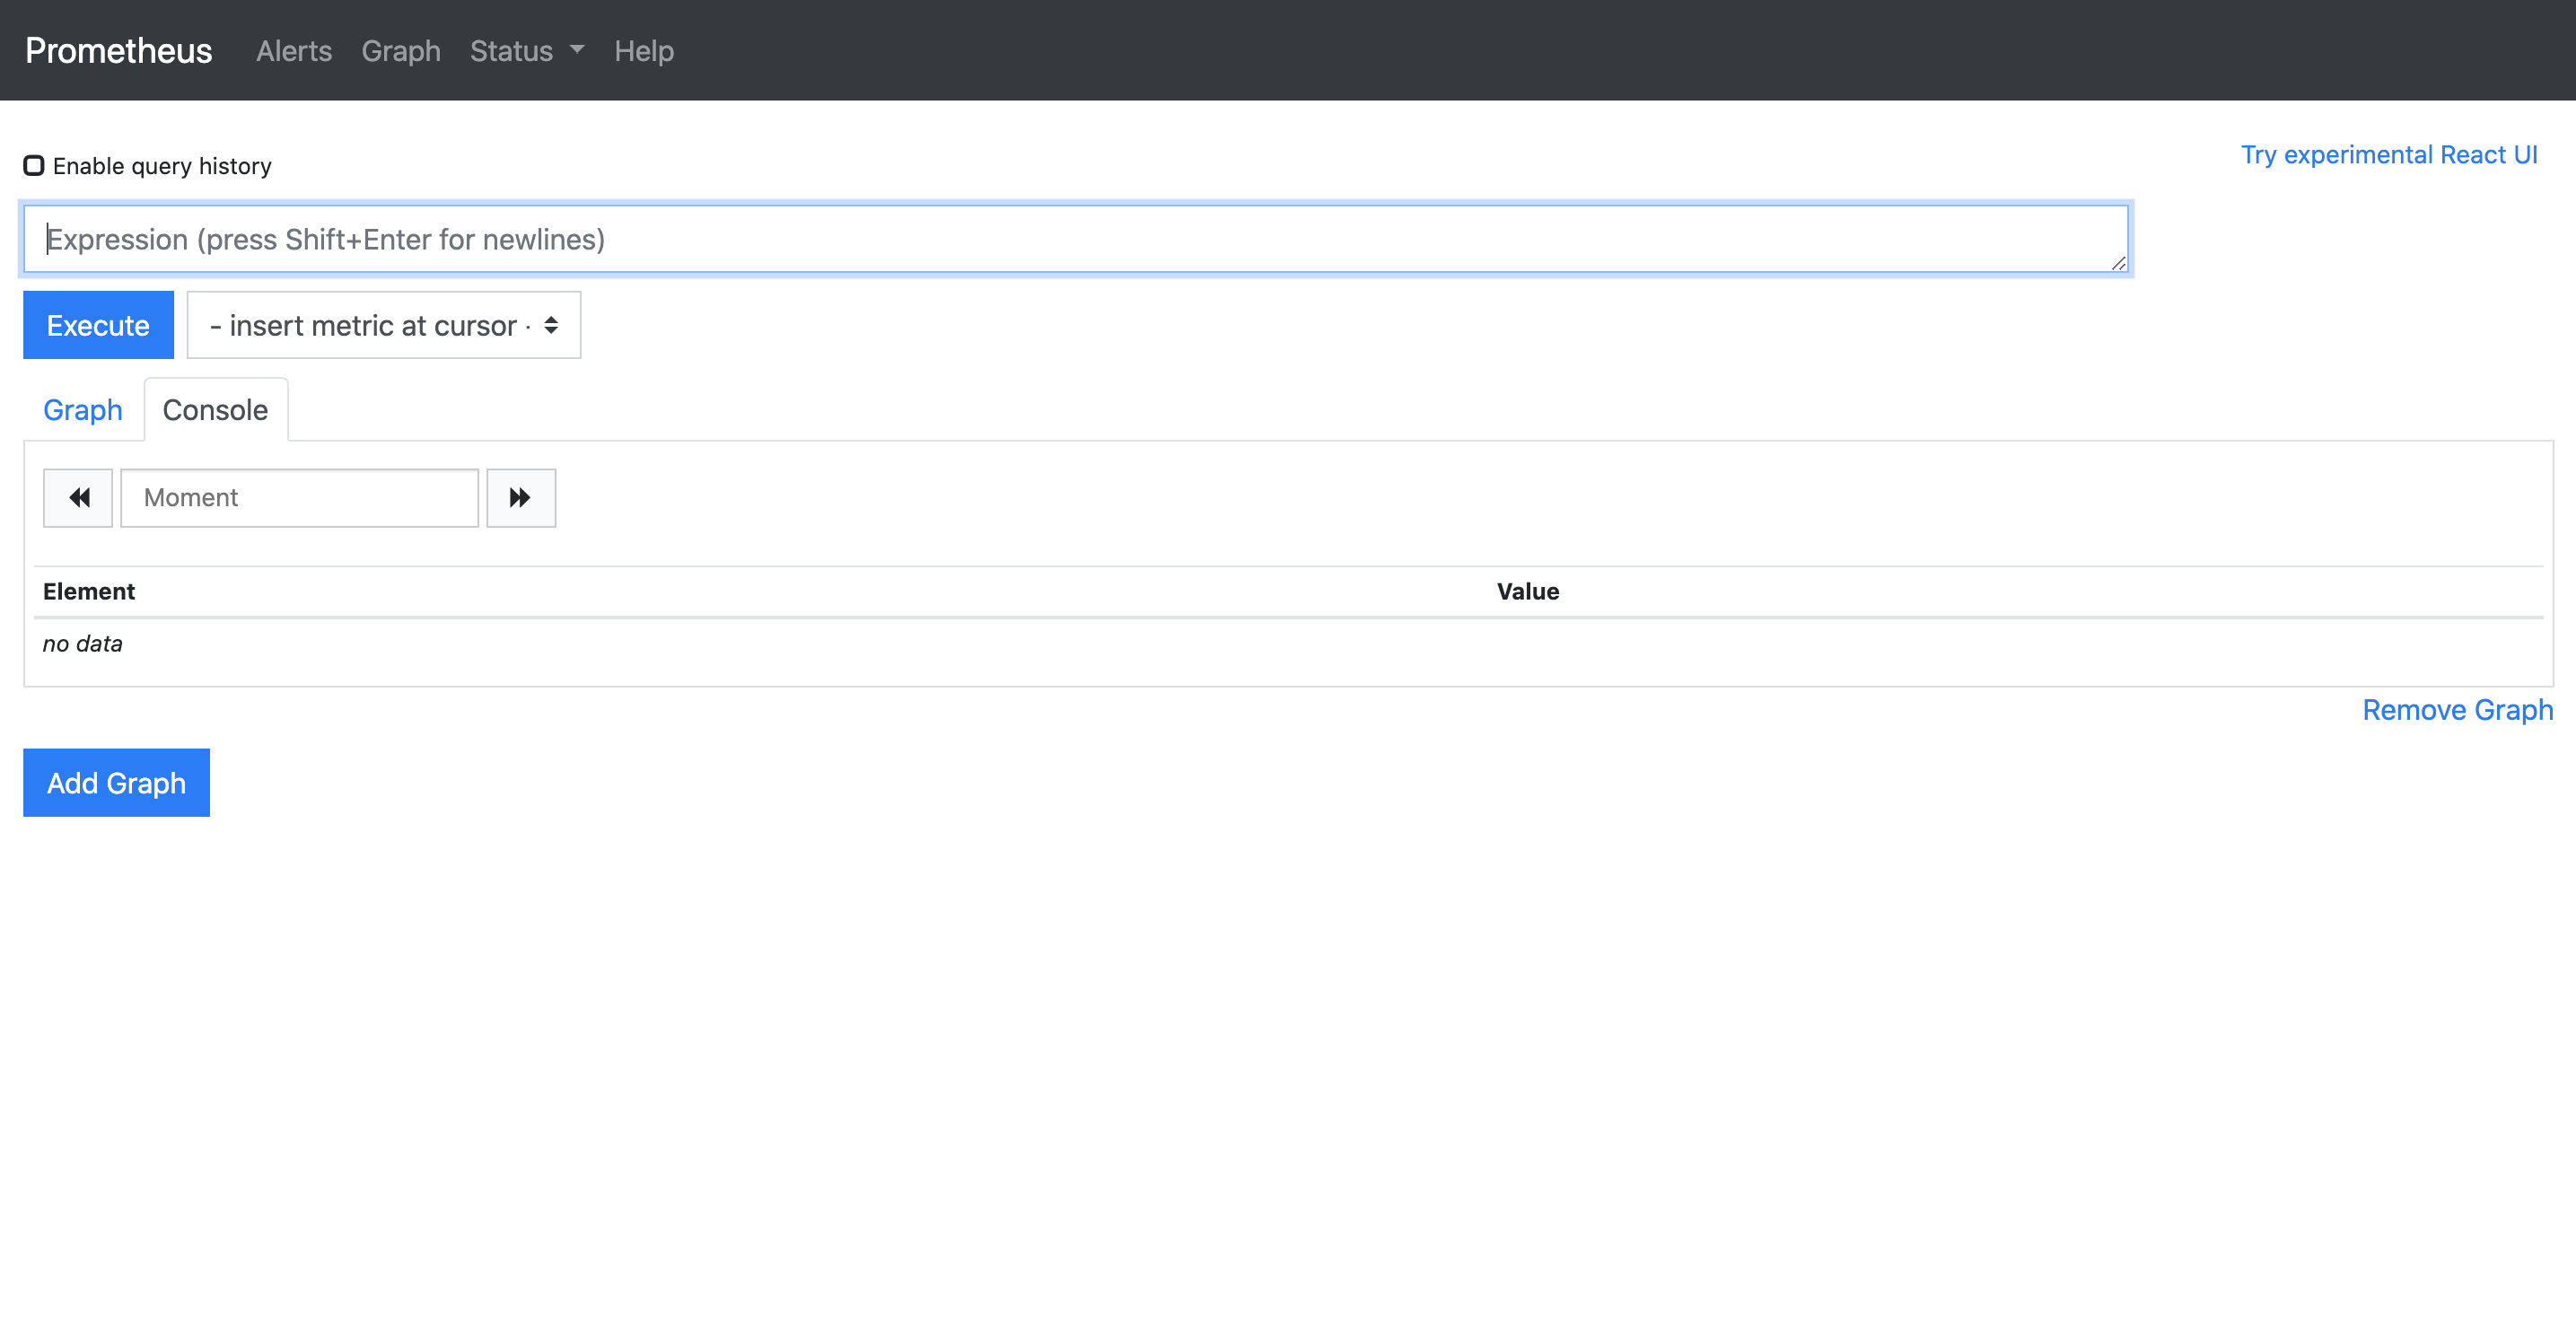 Prometheus Alerts Graph Status Help
Try experimental React UI
Enable query history
Expression (press Shift+Enter for newlines)
Execute - insert metric at cursor -
Graph Console
Moment
Element Value
no data
Remove Graph
Add Graph